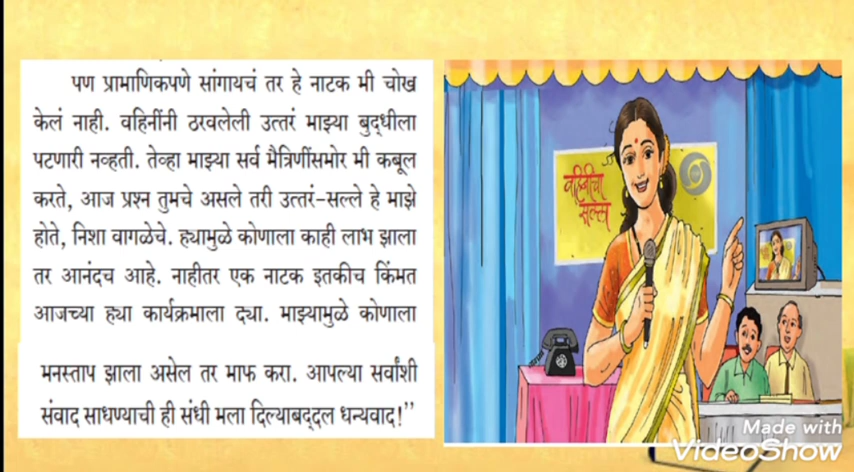 पण प्रामाणिकपणे सांगाथचं तर हे नाटक मी चोख
केलं नाही. वहिनींनी ठरवलेली उत्तरं माझ्या बुद्धीला
पटणारी नव्हती. तेव्हा माझ्या सर्व मैत्रिणींसमोर मी कबूल
करते, आज प्रश्न तुमचे असले तरी उत्तरं-सल्ले हे माझे
होते, निशा वागळेचे. ह्यामुळे कोणाला काही लाभ झाला
तर आनंदच आहे. नाहीतर एक नाटक इतकीच किंमत
आजच्या ह्या कार्यक्रमाला द्या. माझ्यामुळे कोणाला
मनस्ताप झाला असेल तर माफ करा. आपल्या सर्वांशी
संवाद साधण्याची ही संधी मला दिल्याबद्दल धन्यवाद!”
वहिनीचा
सल्ला
Made with
VideoShow